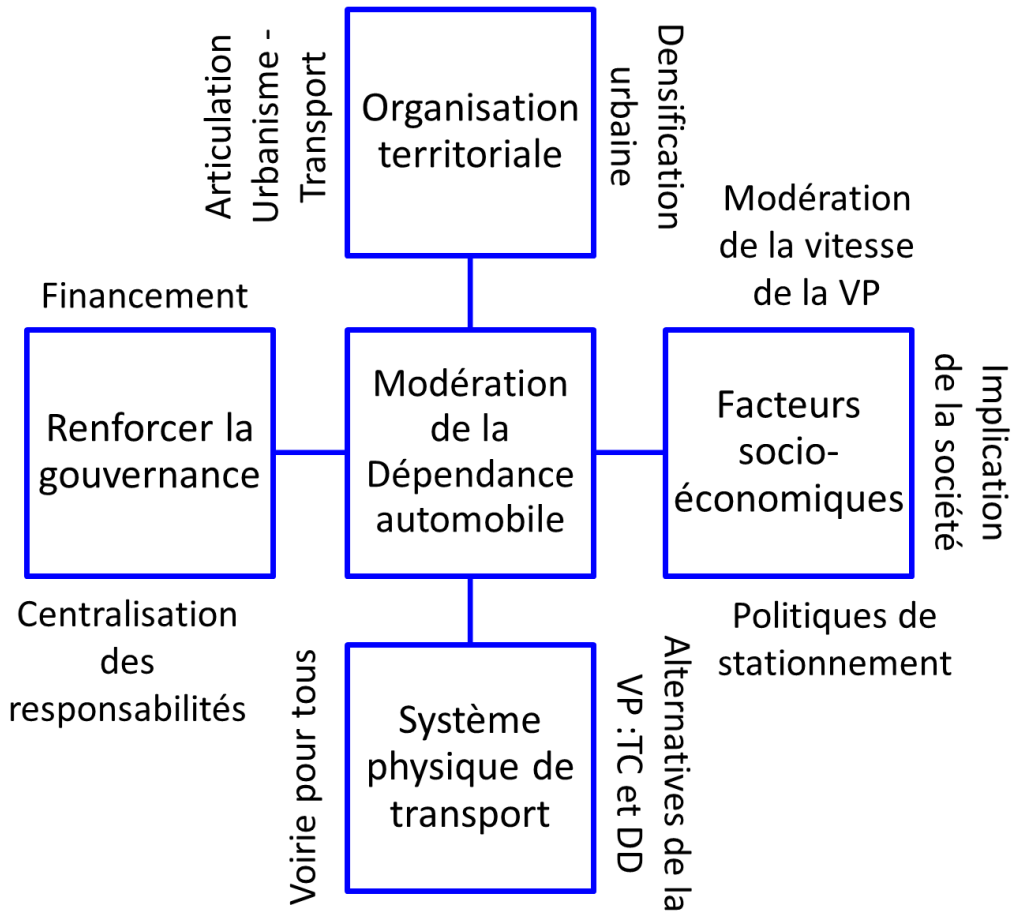 Articulation
Urbanisme -
Transport
Organisation
territoriale
Densification
urbaine
Modération
de la vitesse
de la VP
Financement
Renforcer la
gouvernance
Centralisation
des
responsabilités
Modération
de la
Dépendance
automobile
Facteurs
socio-
économiques
Implication
de la société
Politiques de
stationnement
Voirie pour tous
Système
physique de
transport
Alternatives de la
VP :TC et DD